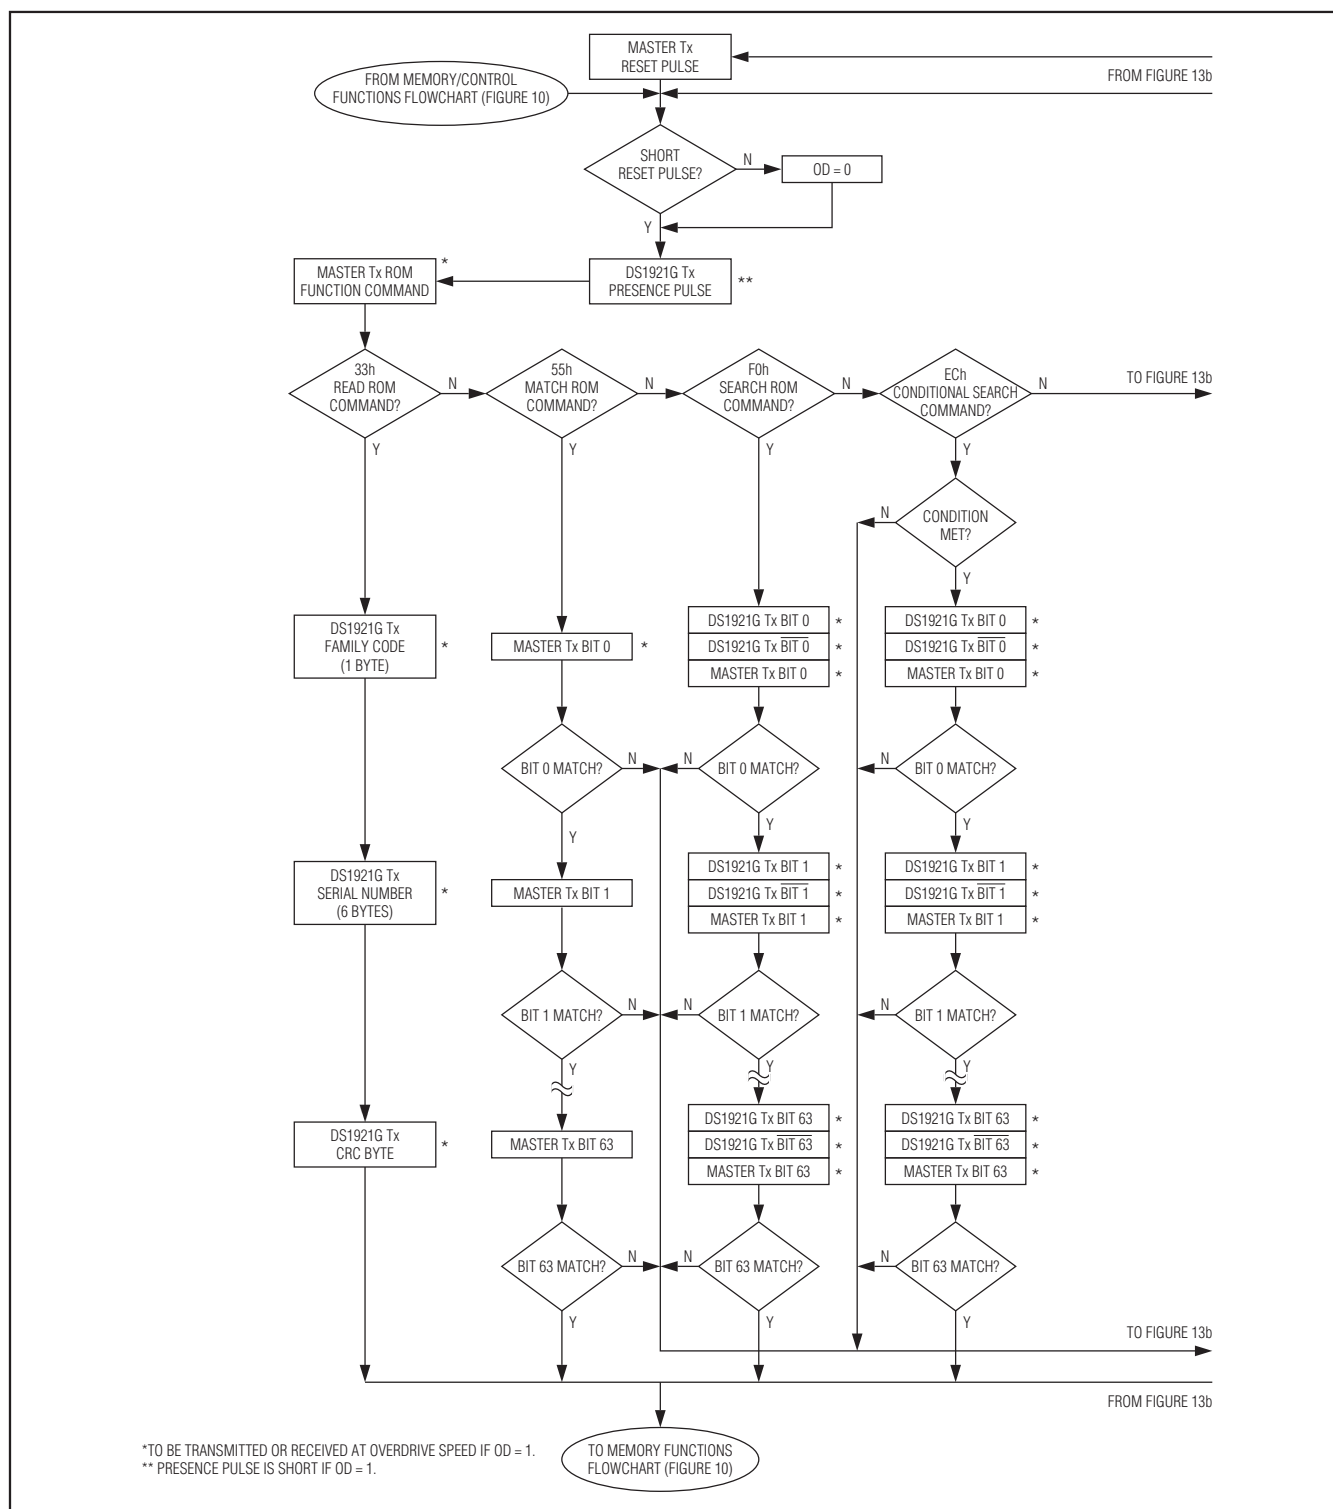 MASTER Tx
RESET PULSE
FROM FIGURE 13b
FROM MEMORY/CONTROL
FUNCTIONS FLOWCHART (FIGURE 10)
SHORT
RESET PULSE?
N
OD = 0
Y
MASTER Tx ROM
FUNCTION COMMAND
*
DS1921G Tx
PRESENCE PULSE
**
33h
READ ROM
COMMAND?
N
Y
55h
MATCH ROM
COMMAND?
N
Y
F0h
SEARCH ROM
COMMAND?
N
Y
ECh
CONDITIONAL SEARCH
COMMAND?
N
Y
TO FIGURE 13b
CONDITION
MET?
N
Y
DS1921G Tx
FAMILY CODE
(1 BYTE)
*
MASTER Tx BIT 0
*
DS1921G Tx BIT 0 *
DS1921G Tx B̅I̅T̅ ̅0̅ *
MASTER Tx BIT 0 *
DS1921G Tx BIT 0 *
DS1921G Tx B̅I̅T̅ ̅0̅ *
MASTER Tx BIT 0 *
BIT 0 MATCH?
N
Y
BIT 0 MATCH?
N
Y
BIT 0 MATCH?
N
Y
DS1921G Tx
SERIAL NUMBER
(6 BYTES)
*
MASTER Tx BIT 1
DS1921G Tx BIT 1 *
DS1921G Tx B̅I̅T̅ ̅1̅ *
MASTER Tx BIT 1 *
DS1921G Tx BIT 1 *
DS1921G Tx B̅I̅T̅ ̅1̅ *
MASTER Tx BIT 1 *
BIT 1 MATCH?
N
Y
BIT 1 MATCH?
N
Y
BIT 1 MATCH?
N
Y
DS1921G Tx
CRC BYTE
*
MASTER Tx BIT 63
DS1921G Tx BIT 63 *
DS1921G Tx B̅I̅T̅ ̅6̅3̅ *
MASTER Tx BIT 63 *
DS1921G Tx BIT 63 *
DS1921G Tx B̅I̅T̅ ̅6̅3̅ *
MASTER Tx BIT 63 *
BIT 63 MATCH?
N
Y
BIT 63 MATCH?
N
Y
BIT 63 MATCH?
N
Y
TO FIGURE 13b
FROM FIGURE 13b
TO MEMORY FUNCTIONS
FLOWCHART (FIGURE 10)
*TO BE TRANSMITTED OR RECEIVED AT OVERDRIVE SPEED IF OD = 1.
** PRESENCE PULSE IS SHORT IF OD = 1.